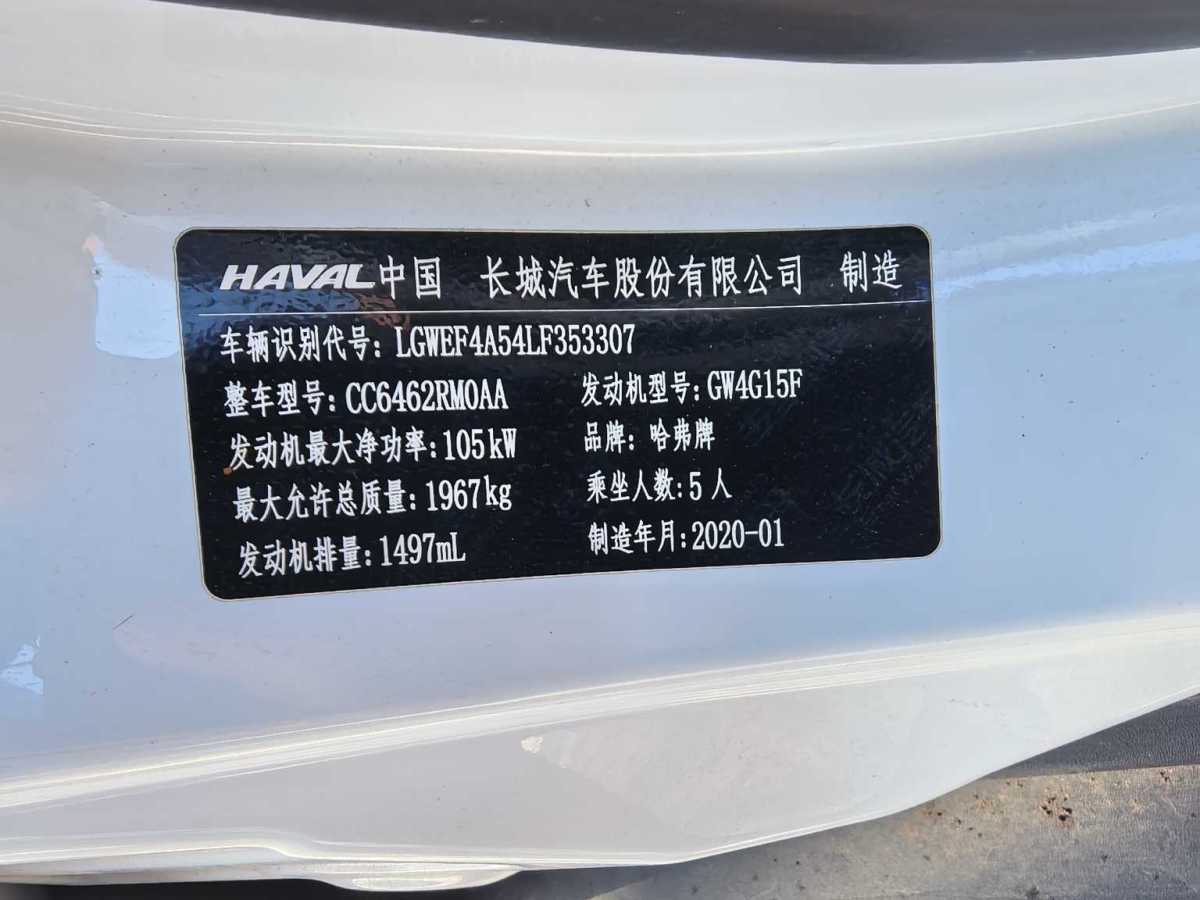 HAVAL中国 长城汽车股份有限公司 制造
车辆识别代号：LGWEF4A54LF353307
整车型号：CC6462RM0AA 发动机型号：GW4G15F
发动机最大净功率：105kW 品牌：哈弗牌
最大允许总质量：1967kg 乘坐人数：5人
发动机排量：1497mL 制造年月：2020-01